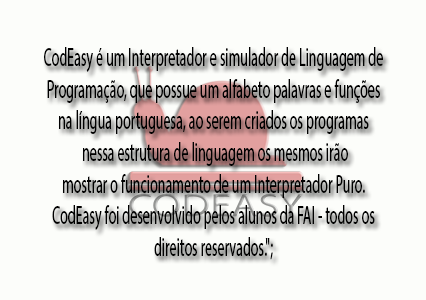 CodEasy é um Interpretador e simulador de Linguagem de
Programação, que possue um alfabeto palavras e funções
na língua portuguesa, ao serem criados os programas
nessa estrutura de linguagem os mesmos irão
mostrar o funcionamento de um Interpretador Puro.
CODEASY
CodEasy foi desenvolvido pelos alunos da FAI - todos os
direitos reservados.";